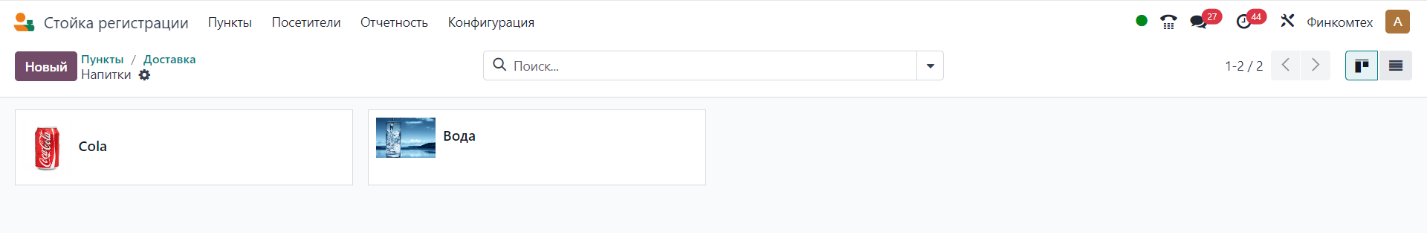 Стойка регистрации Пункты Посетители Отчетность Конфигурация 27 44 Финкомтех A
Новый Пункты / Доставка
Напитки Поиск... 1-2 / 2
Cola Вода